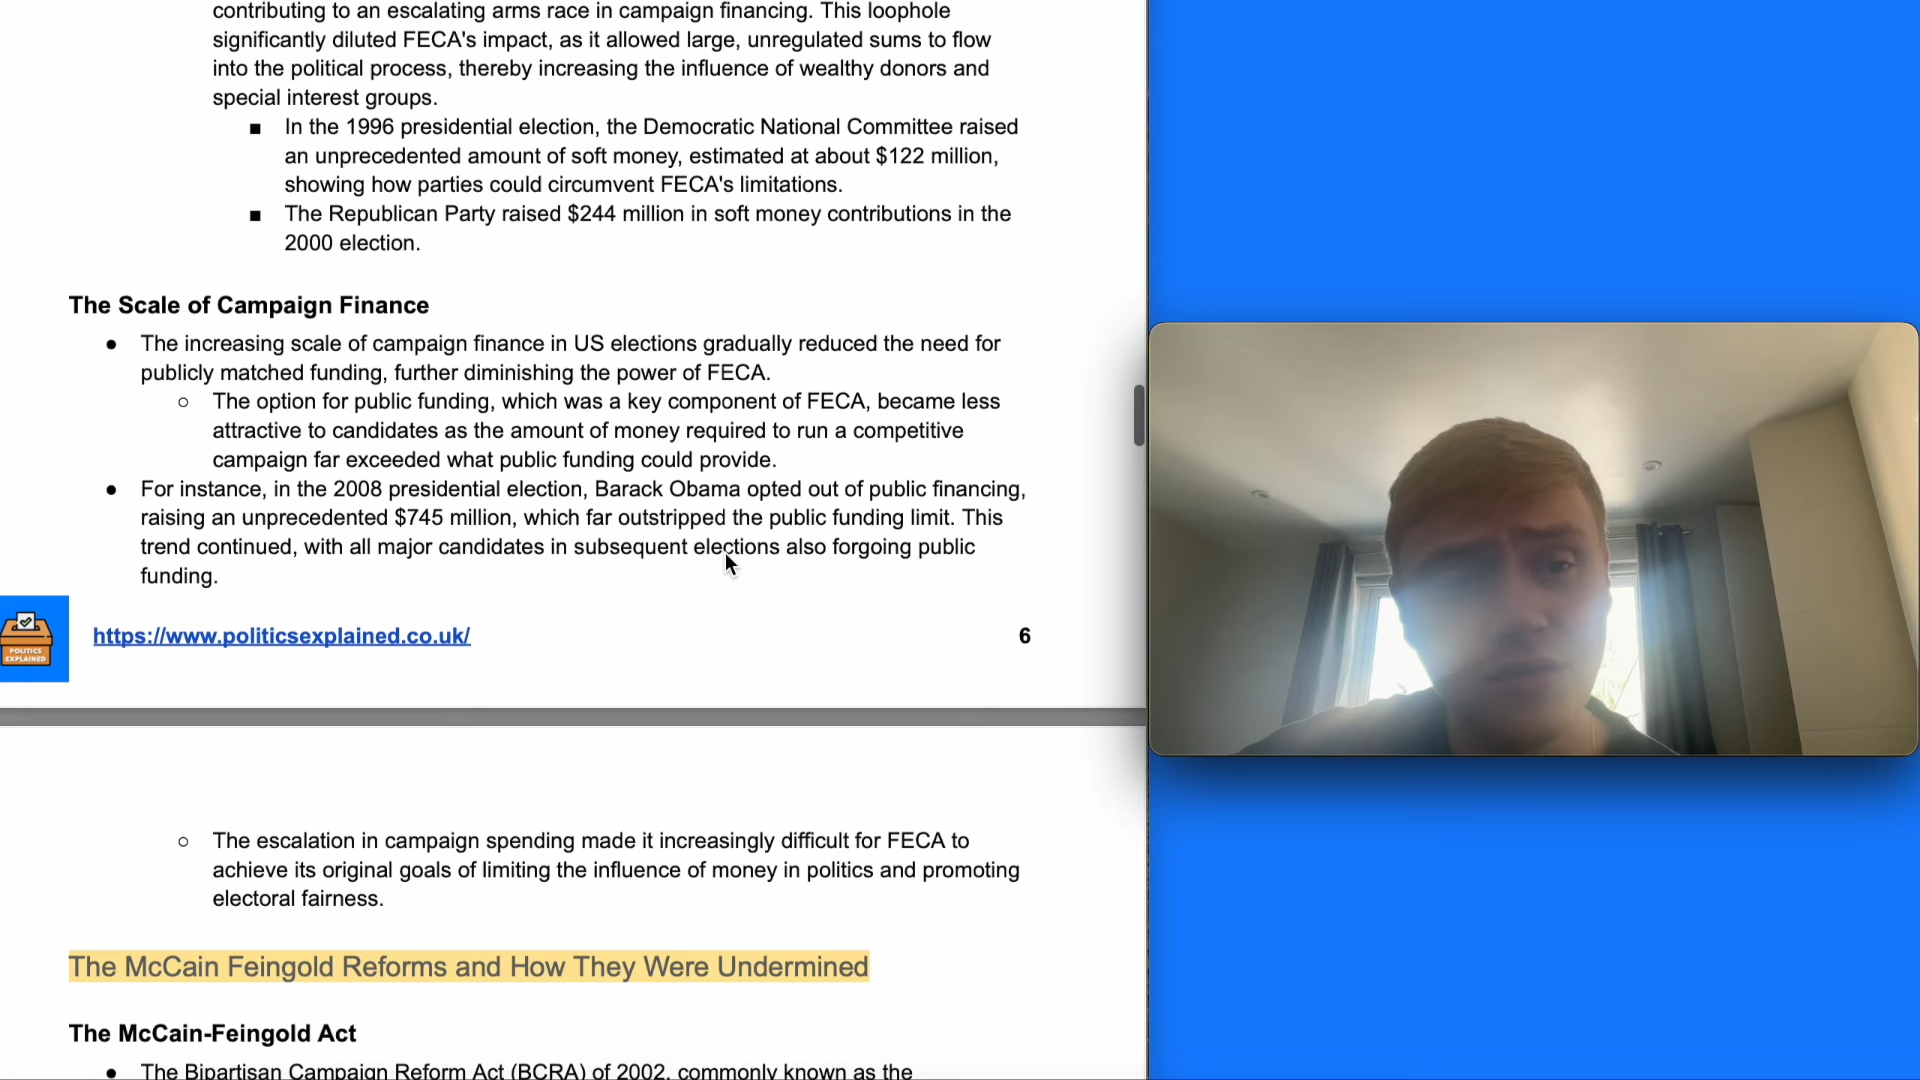 contributing to an escalating arms race in campaign financing. This loophole
significantly diluted FECA's impact, as it allowed large, unregulated sums to flow
into the political process, thereby increasing the influence of wealthy donors and
special interest groups.
■ In the 1996 presidential election, the Democratic National Committee raised
an unprecedented amount of soft money, estimated at about $122 million,
showing how parties could circumvent FECA's limitations.
■ The Republican Party raised $244 million in soft money contributions in the
2000 election.
The Scale of Campaign Finance
● The increasing scale of campaign finance in US elections gradually reduced the need for
publicly matched funding, further diminishing the power of FECA.
○ The option for public funding, which was a key component of FECA, became less
attractive to candidates as the amount of money required to run a competitive
campaign far exceeded what public funding could provide.
● For instance, in the 2008 presidential election, Barack Obama opted out of public financing,
raising an unprecedented $745 million, which far outstripped the public funding limit. This
trend continued, with all major candidates in subsequent elections also forgoing public
funding.
POLITICS
EXPLAINED
https://www.politicsexplained.co.uk/ 6
○ The escalation in campaign spending made it increasingly difficult for FECA to
achieve its original goals of limiting the influence of money in politics and promoting
electoral fairness.
The McCain Feingold Reforms and How They Were Undermined
The McCain-Feingold Act
● The Bipartisan Campaign Reform Act (BCRA) of 2002, commonly known as the